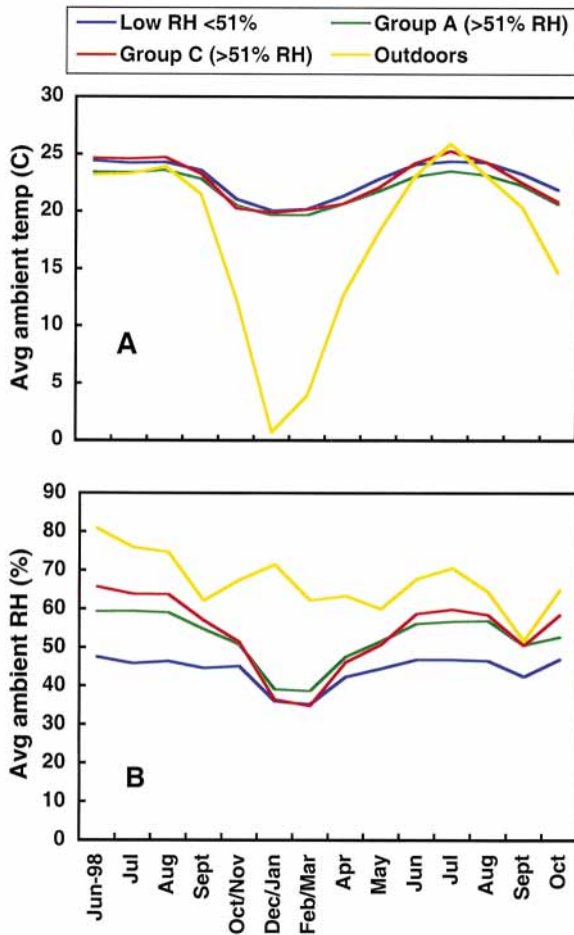 Low RH <51%
Group A (>51% RH)
Group C (>51% RH)
Outdoors
Avg ambient temp (C)
30
25
20
15
10
5
0
A
Avg ambient RH (%)
90
80
70
60
50
40
30
20
10
0
B
Jun-98
Jul
Aug
Sept
Oct/Nov
Dec/Jan
Feb/Mar
Apr
May
Jun
Jul
Aug
Sept
Oct